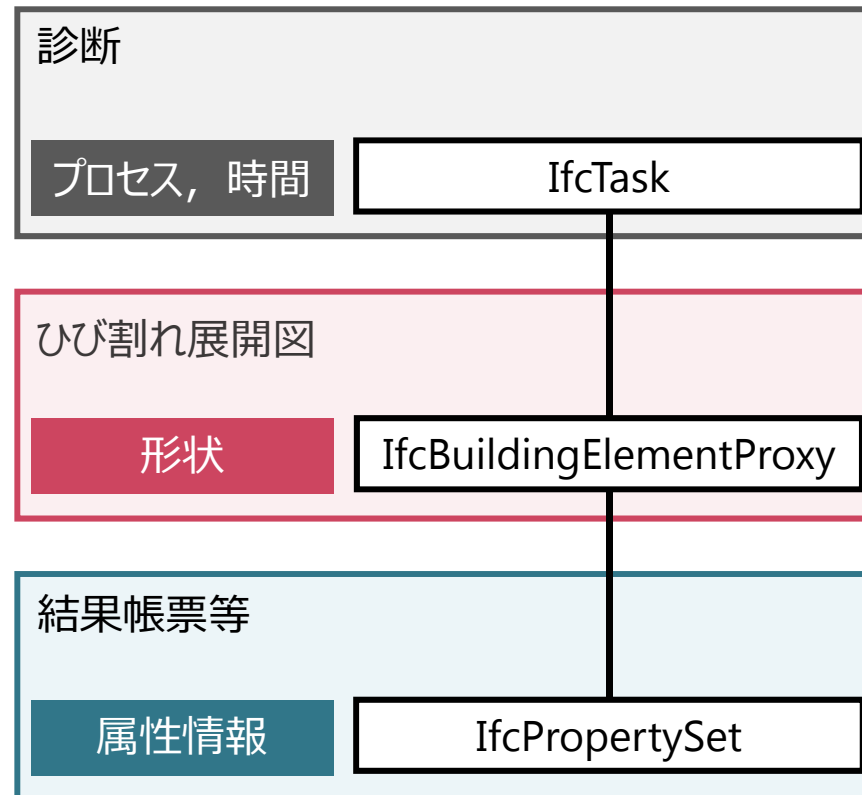 診断
プロセス，時間
IfcTask
ひび割れ展開図
形状
IfcBuildingElementProxy
結果帳票等
属性情報
IfcPropertySet